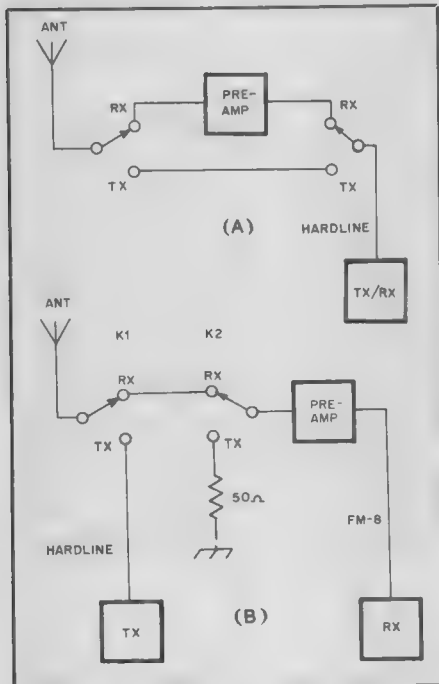 ANT
RX
PRE-
AMP
RX
TX
TX
(A)
HARDLINE
TX/RX
ANT
K1
K2
RX
RX
PRE-
AMP
TX
TX
50Ω
HARDLINE
FM-8
TX
(B)
RX